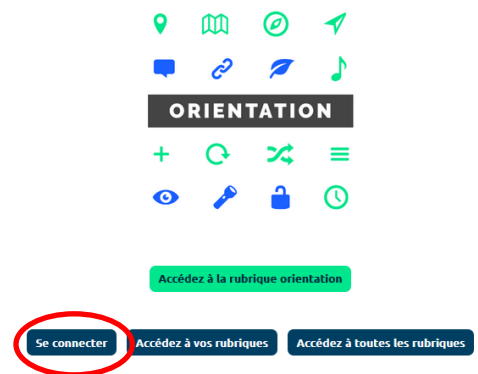 ORIENTATION
Accédez à la rubrique orientation
Se connecter Accédez à vos rubriques Accédez à toutes les rubriques